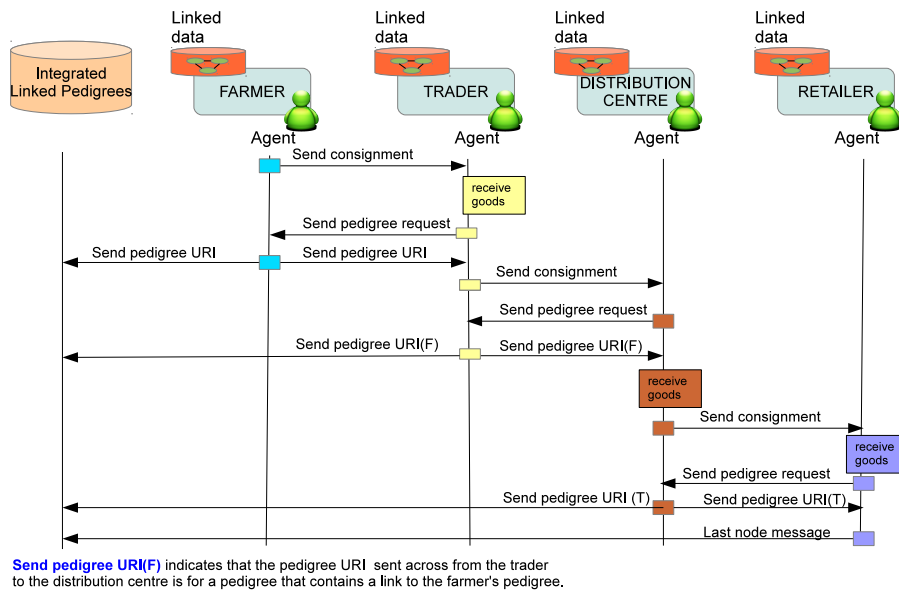 Linked
data
Linked
data
Linked
data
Linked
data
Integrated
Linked Pedigrees
FARMER
TRADER
DISTRIBUTION
CENTRE
RETAILER
Agent
Agent
Agent
Agent
Send consignment
receive
goods
Send pedigree request
Send pedigree URI
Send pedigree URI
Send consignment
Send pedigree request
Send pedigree URI(F)
Send pedigree URI(F)
receive
goods
Send consignment
receive
goods
Send pedigree request
Send pedigree URI (T)
Send pedigree URI(T)
Last node message
Send pedigree URI(F) indicates that the pedigree URI sent across from the trader
to the distribution centre is for a pedigree that contains a link to the farmer's pedigree.